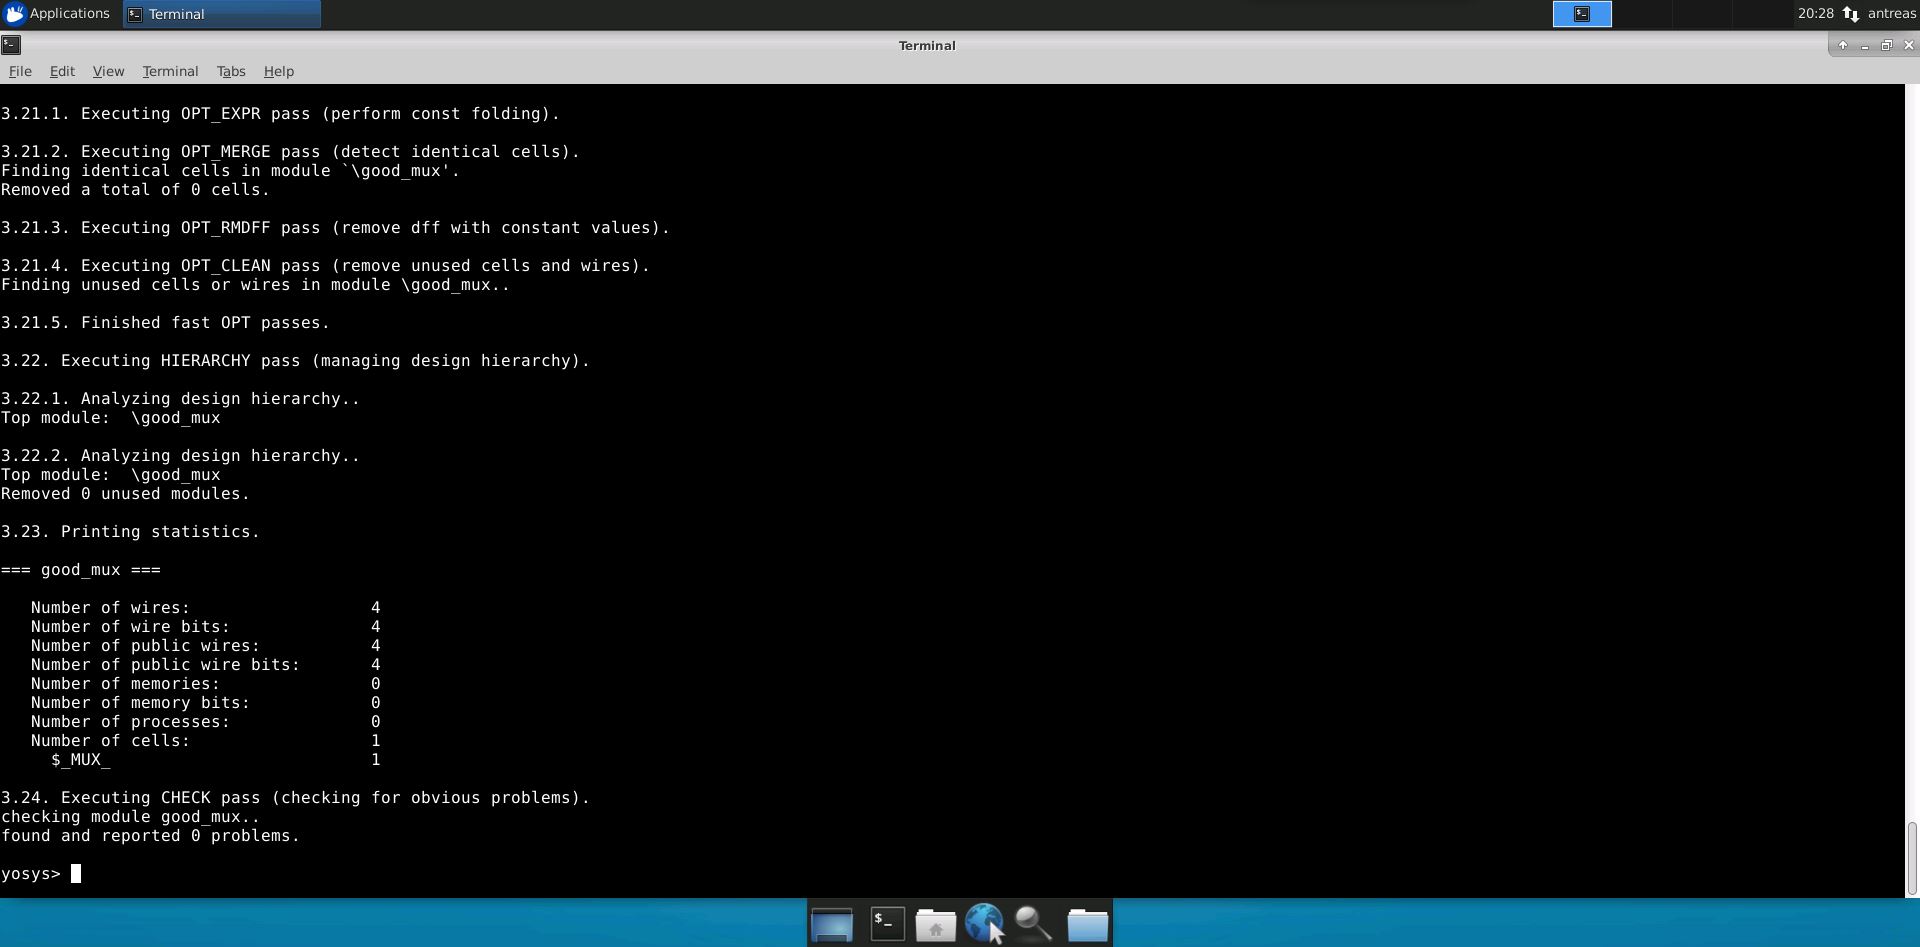 Applications Terminal 20:28 antreas
Terminal
File Edit View Terminal Tabs Help
3.21.1. Executing OPT_EXPR pass (perform const folding).
3.21.2. Executing OPT_MERGE pass (detect identical cells).
Finding identical cells in module `\good_mux'.
Removed a total of 0 cells.
3.21.3. Executing OPT_RMDFF pass (remove dff with constant values).
3.21.4. Executing OPT_CLEAN pass (remove unused cells and wires).
Finding unused cells or wires in module \good_mux..
3.21.5. Finished fast OPT passes.
3.22. Executing HIERARCHY pass (managing design hierarchy).
3.22.1. Analyzing design hierarchy..
Top module:  \good_mux
3.22.2. Analyzing design hierarchy..
Top module:  \good_mux
Removed 0 unused modules.
3.23. Printing statistics.
=== good_mux ===
Number of wires: 4
Number of wire bits: 4
Number of public wires: 4
Number of public wire bits: 4
Number of memories: 0
Number of memory bits: 0
Number of processes: 0
Number of cells: 1
$_MUX_ 1
3.24. Executing CHECK pass (checking for obvious problems).
checking module good_mux..
found and reported 0 problems.
yosys>
$_